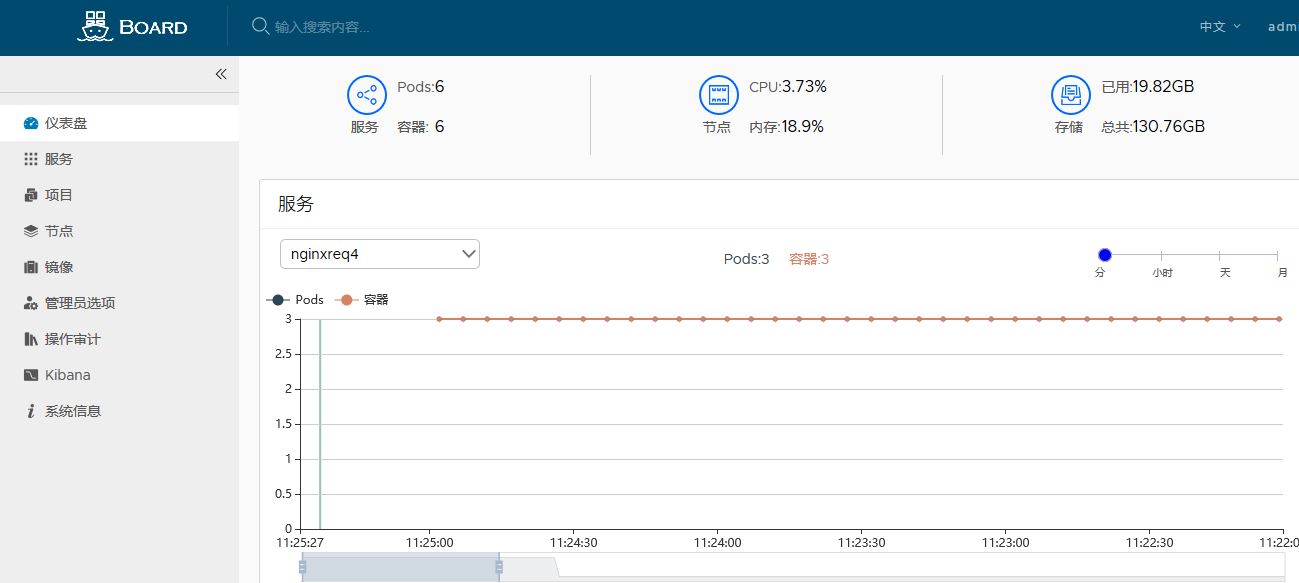 BOARD
输入搜索内容...
中文
adm
仪表盘
服务
项目
节点
镜像
管理员选项
操作审计
Kibana
系统信息
Pods:6
服务 容器: 6
CPU:3.73%
节点 内存:18.9%
已用:19.82GB
存储 总共:130.76GB
服务
nginxreq4
Pods:3 容器:3
分 小时 天 月
Pods 容器
3
2.5
2
1.5
1
0.5
0
11:25:27 11:25:00 11:24:30 11:24:00 11:23:30 11:23:00 11:22:30 11:22:0